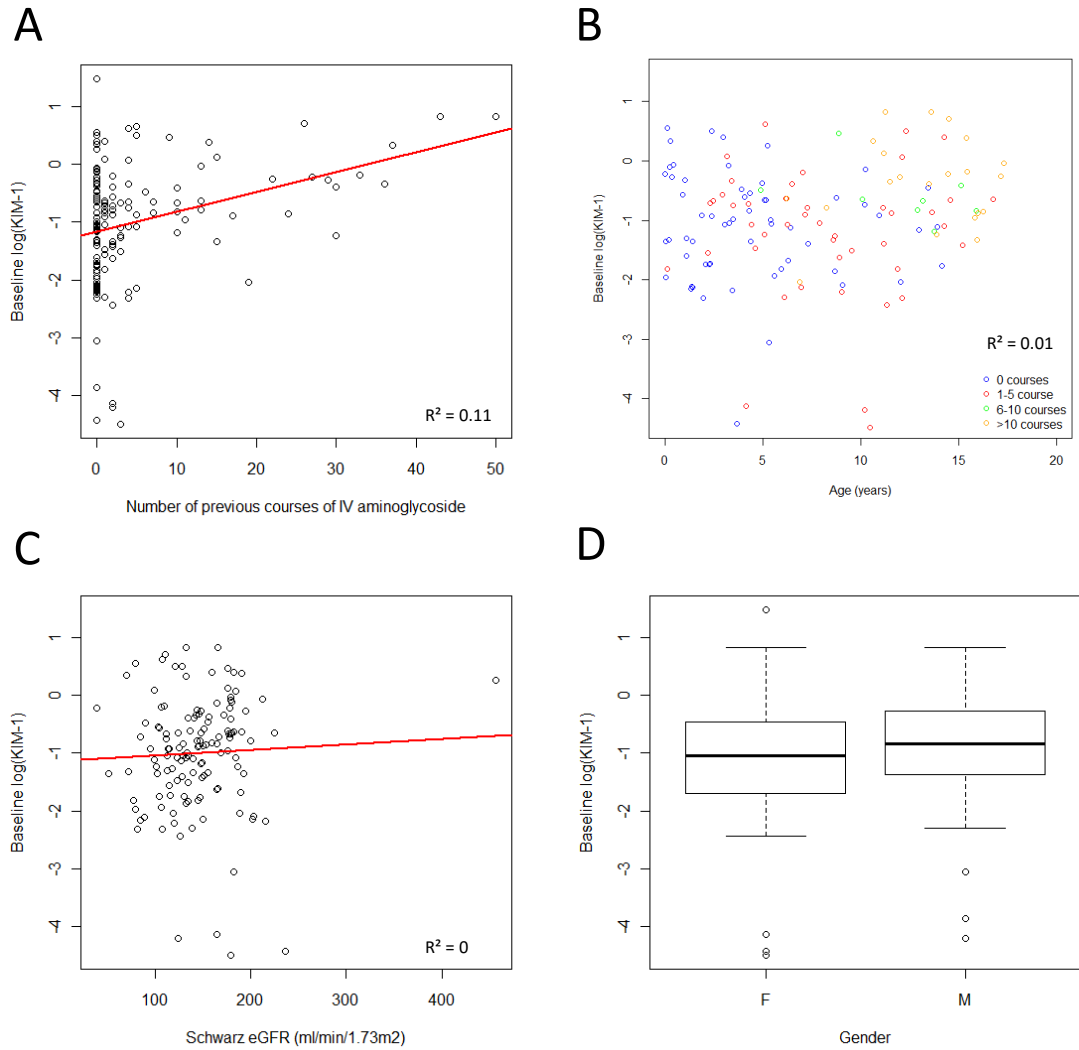 A
B
1
0
-1
-2
-3
-4
Baseline log(KIM-1)
R² = 0.11
0
10
20
30
40
50
Number of previous courses of IV aminoglycoside
1
0
-1
-2
-3
-4
Baseline log(KIM-1)
R² = 0.01
0 courses
1-5 course
6-10 courses
>10 courses
0
5
10
15
20
Age (years)
C
D
1
0
-1
-2
-3
-4
Baseline log(KIM-1)
R² = 0
100
200
300
400
Schwarz eGFR (ml/min/1.73m2)
1
0
-1
-2
-3
-4
Baseline log(KIM-1)
F
M
Gender